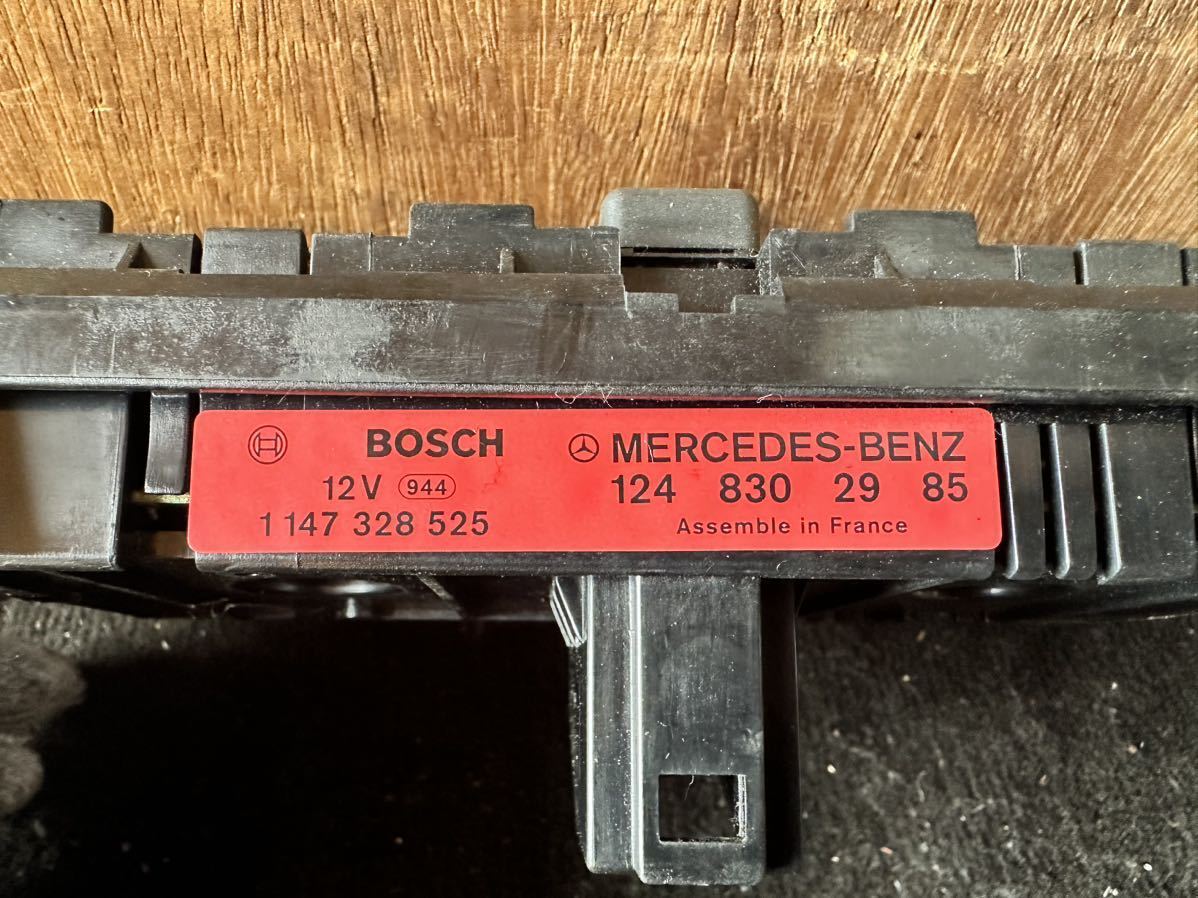 BOSCH
12V 944
1 147 328 525
MERCEDES-BENZ
124 830 29 85
Assemble in France